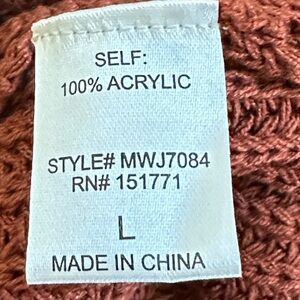 SELF:
100% ACRYLIC
STYLE# MWJ7084
RN# 151771
L
MADE IN CHINA